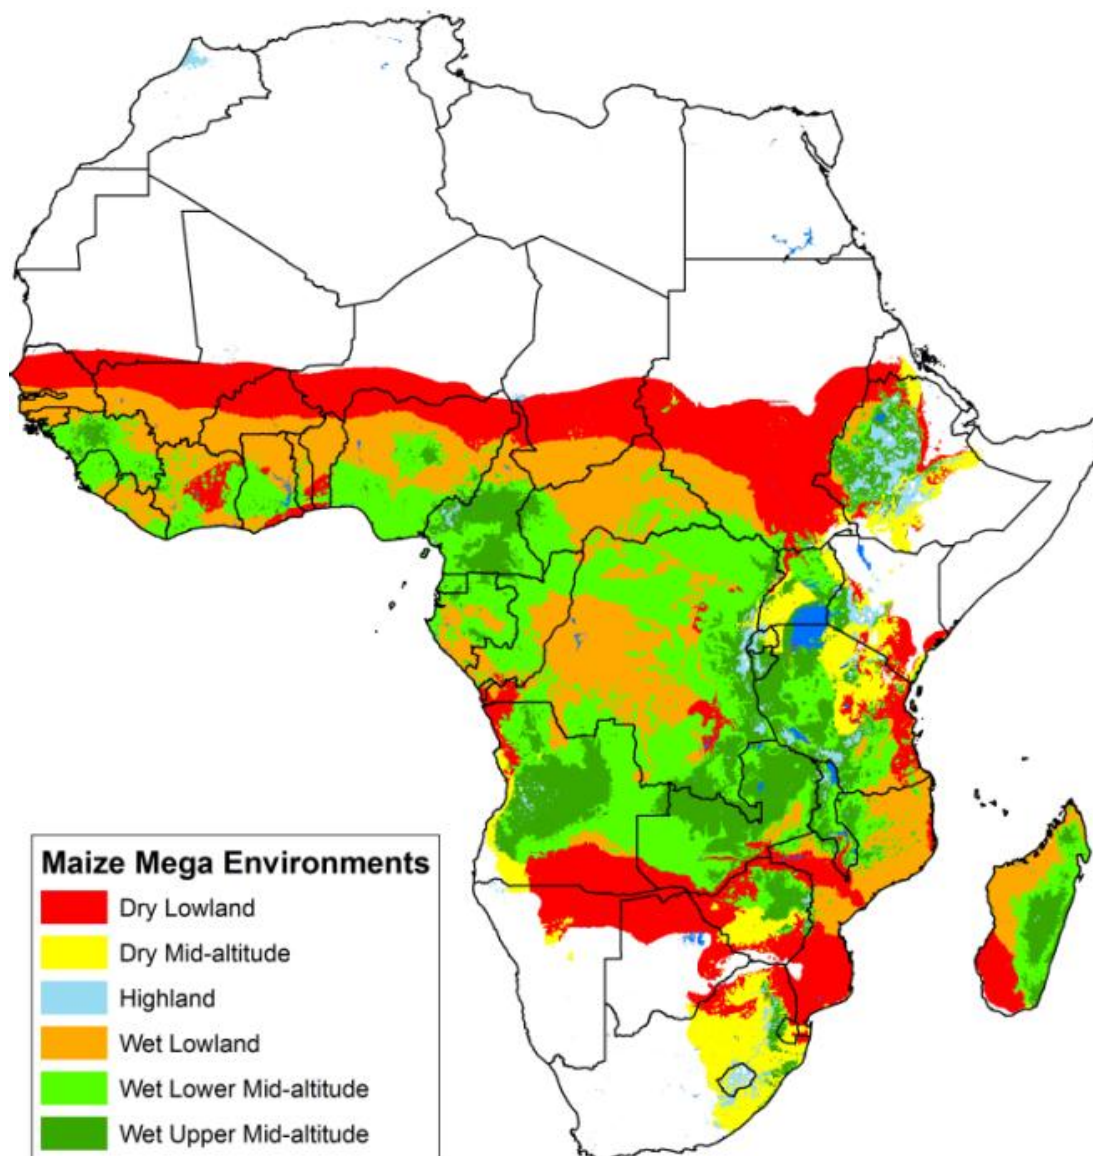 Maize Mega Environments
Dry Lowland
Dry Mid-altitude
Highland
Wet Lowland
Wet Lower Mid-altitude
Wet Upper Mid-altitude